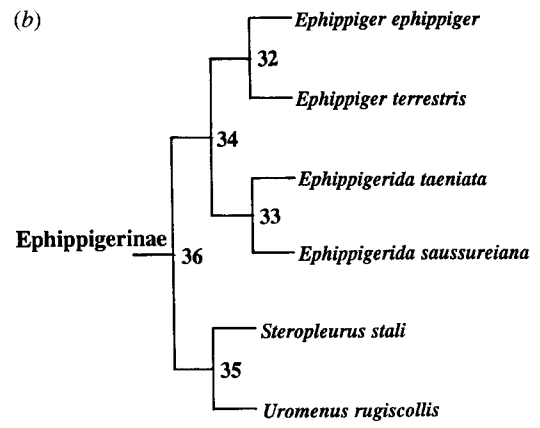 (b)
Ephippiger ephippiger
32
Ephippiger terrestris
34
Ephippigerida taeniata
33
Ephippigerinae
36
Ephippigerida saussureiana
Steropleurus stali
35
Uromenus rugiscollis